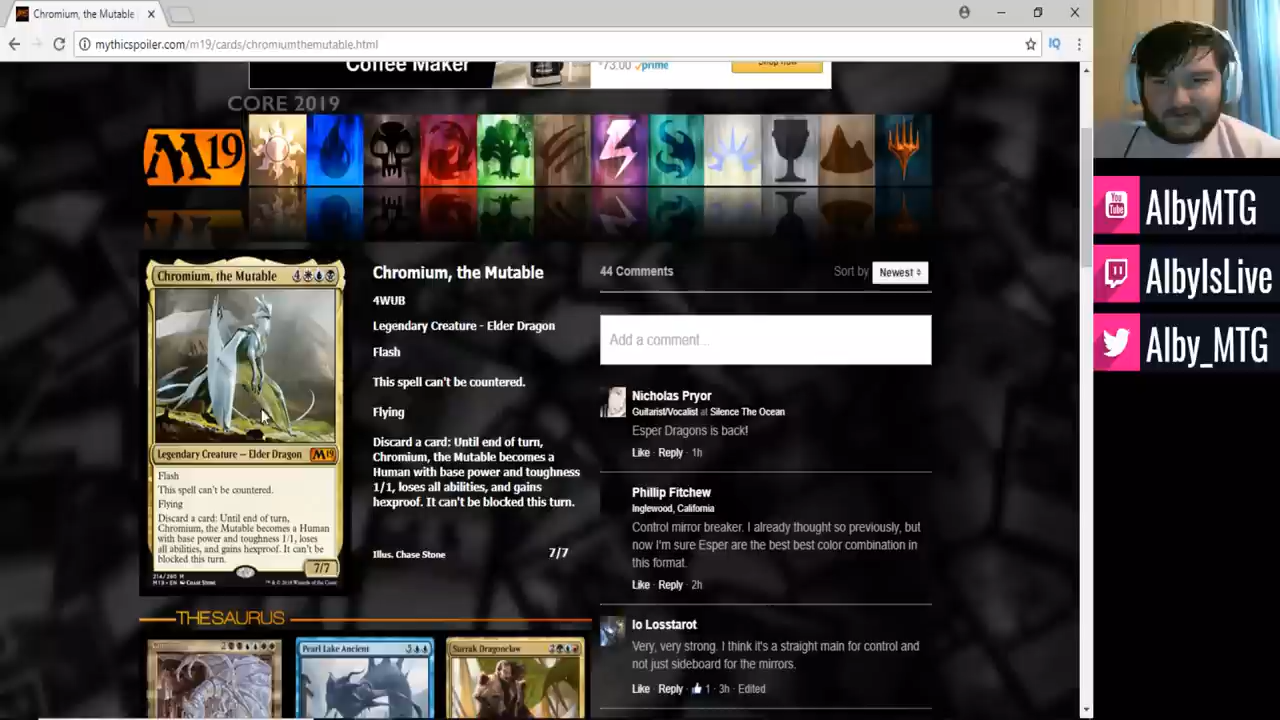 Chromium, the Mutable
mythicspoiler.com/m19/cards/chromiumthemutable.html
IQ
Coffee Maker
73.00 prime
CORE 2019
M19
Chromium, the Mutable
4
Legendary Creature – Elder Dragon
M19
Flash
This spell can't be countered.
Flying
Discard a card: Until end of turn,
Chromium, the Mutable becomes a Human
with base power and toughness 1/1, loses
all abilities, and gains hexproof. It can't be
blocked this turn.
7/7
Chromium, the Mutable
4WUB
Legendary Creature - Elder Dragon
Flash
This spell can't be countered.
Flying
Discard a card: Until end of turn,
Chromium, the Mutable becomes a
Human with base power and toughness
1/1, loses all abilities, and gains
hexproof. It can't be blocked this turn.
Illus. Chase Stone
7/7
THESAURUS
Pearl Lake Ancient
Surrak Dragonclaw
44 Comments
Sort by Newest
Add a comment...
Nicholas Pryor
Guitarist/Vocalist at Silence The Ocean
Esper Dragons is back!
Like · Reply · 1h
Phillip Fitchew
Inglewood, California
Control mirror breaker. I already thought so previously, but
now I'm sure Esper are the best best color combination in
this format.
Like · Reply · 2h
Io Losstarot
Very, very strong. I think it's a straight main for control and
not just sideboard for the mirrors.
Like · Reply · 1 · 3h · Edited
You Tube
AlbyMTG
AlbyIsLive
Alby_MTG